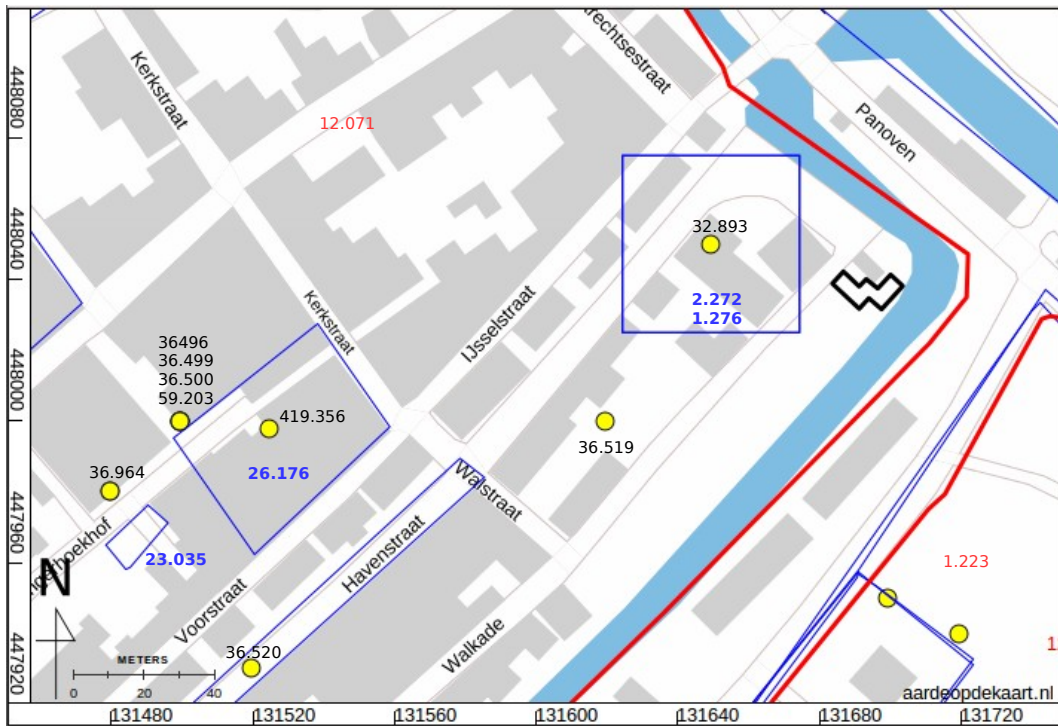 Kerkstraat
Utrechtsestraat
Panoven
12.071
32.893
2.272
1.276
Kerkstraat
IJsselstraat
36496
36.499
36.500
59.203
419.356
36.519
26.176
36.964
Walstraat
23.035
Havenstraat
1.223
Voorstraat
Walkade
36.520
N
METERS
0 20 40
aardeopdekaart.nl
448080
448040
448000
447960
447920
131480 131520 131560 131600 131640 131680 131720